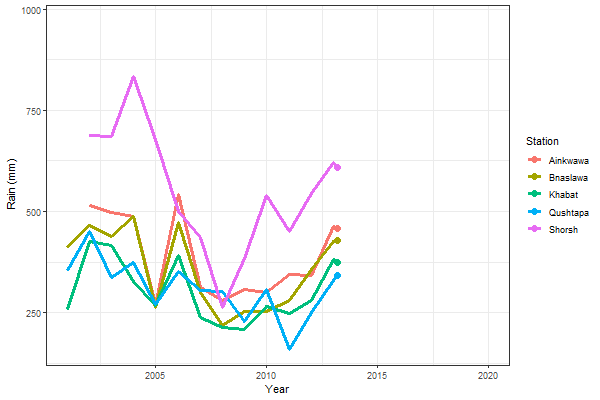 1000
750
500
250
Rain (mm)
2005
2010
2015
2020
Year
Station
Ainkwawa
Bnaslawa
Khabat
Qushtapa
Shorsh